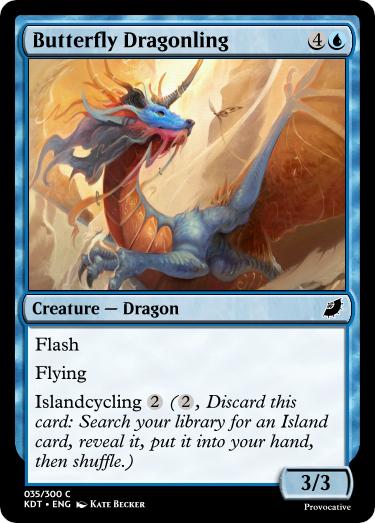 Butterfly Dragonling 4
Creature — Dragon
Flash
Flying
Islandcycling 2 (2, Discard this
card: Search your library for an Island
card, reveal it, put it into your hand,
then shuffle.)
3/3
035/300 C
KDT • ENG Kate Becker
Provocative